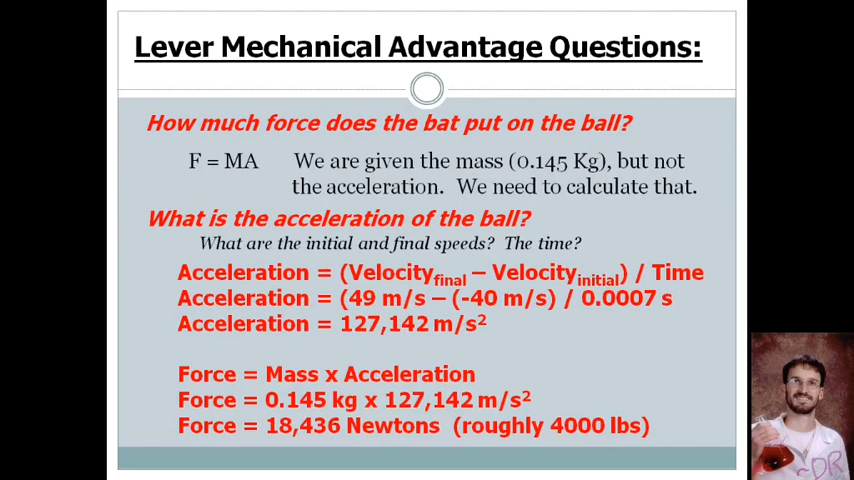 Lever Mechanical Advantage Questions:
How much force does the bat put on the ball?
F = MA We are given the mass (0.145 Kg), but not
the acceleration. We need to calculate that.
What is the acceleration of the ball?
What are the initial and final speeds? The time?
Acceleration = (Velocityfinal – Velocityinitial) / Time
Acceleration = (49 m/s – (-40 m/s) / 0.0007 s
Acceleration = 127,142 m/s²
Force = Mass x Acceleration
Force = 0.145 kg x 127,142 m/s²
Force = 18,436 Newtons (roughly 4000 lbs)
~DR